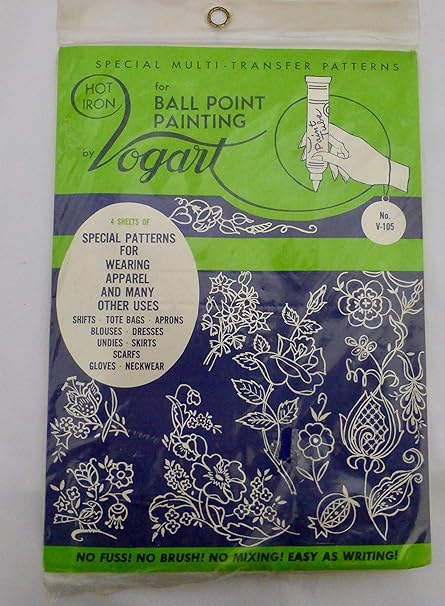 SPECIAL MULTI-TRANSFER PATTERNS
HOT
IRON
for
BALL POINT
PAINTING
by Vogart
Paint
Tube
No.
V-105
4 SHEETS OF
SPECIAL PATTERNS
FOR
WEARING
APPAREL
AND MANY
OTHER USES
SHIFTS · TOTE BAGS · APRONS
BLOUSES · DRESSES
UNDIES · SKIRTS
SCARFS
GLOVES · NECKWEAR
NO FUSS! NO BRUSH! NO MIXING! EASY AS WRITING!